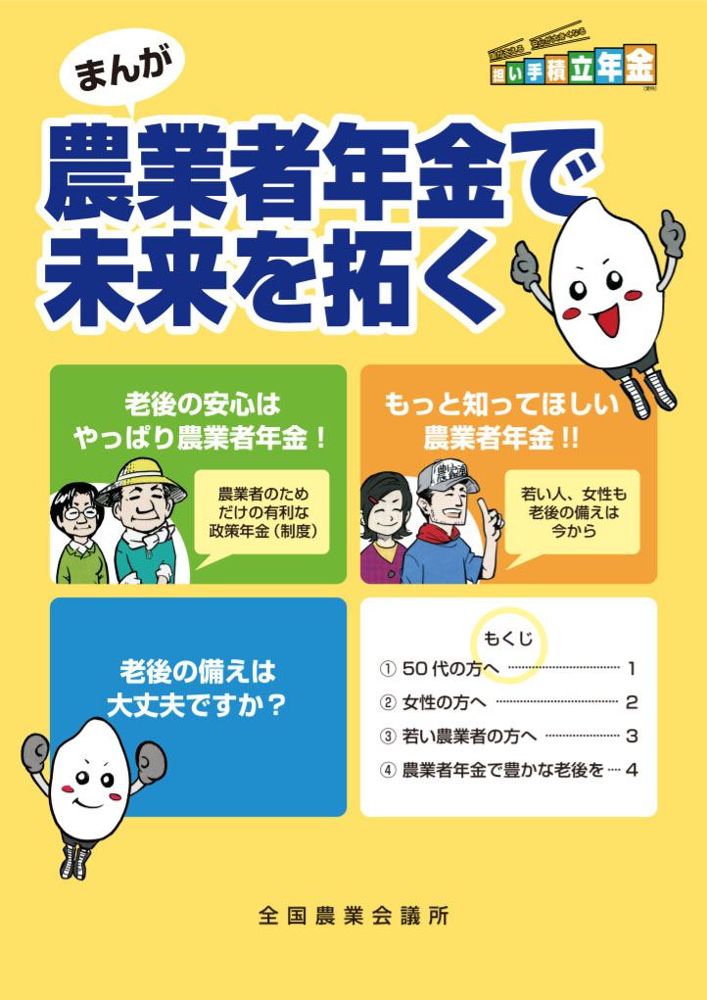 まんが
担い手積立年金
［愛称］
農業者年金で
未来を拓く
老後の安心は
やっぱり農業者年金！
農業者のため
だけの有利な
政策年金（制度）
もっと知ってほしい
農業者年金!!
若い人、女性も
老後の備えは
今から
老後の備えは
大丈夫ですか？
もくじ
① 50代の方へ 1
② 女性の方へ 2
③ 若い農業者の方へ 3
④ 農業者年金で豊かな老後を 4
全国農業会議所